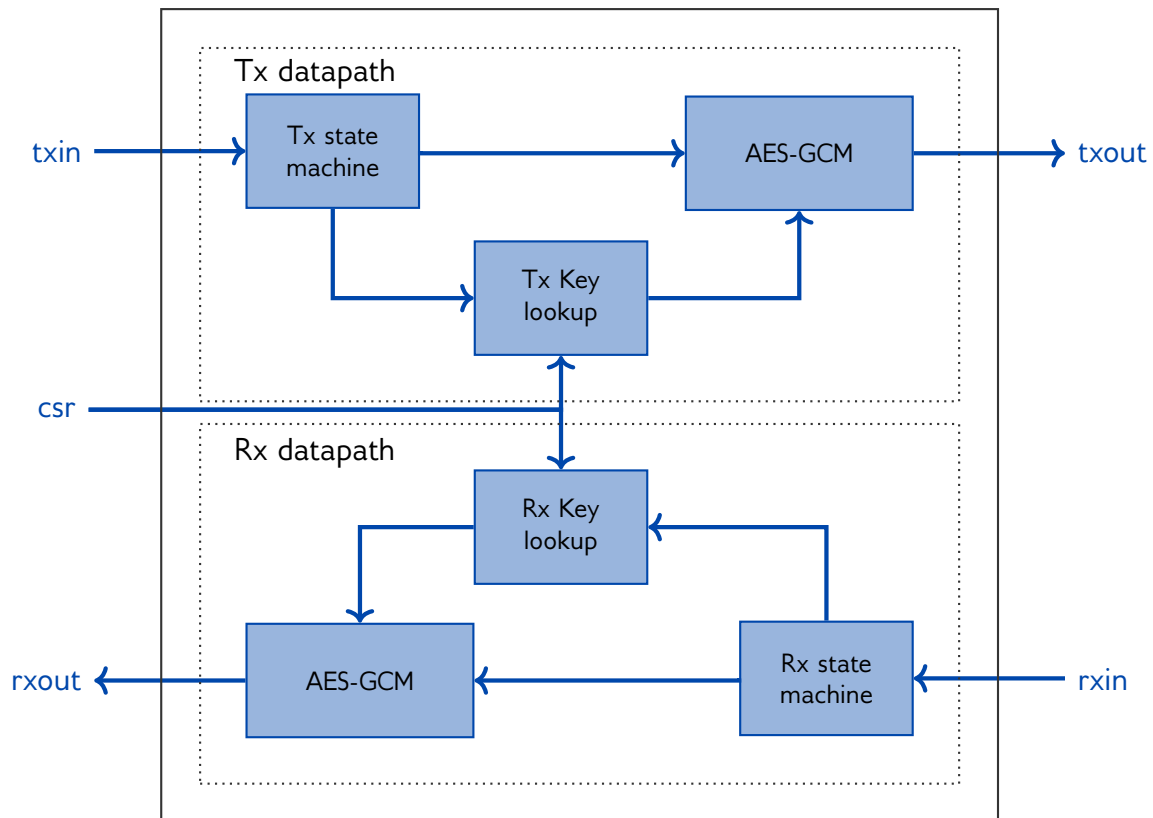 Tx datapath
Tx state
machine
AES-GCM
txin
txout
Tx Key
lookup
csr
Rx datapath
Rx Key
lookup
AES-GCM
Rx state
machine
rxout
rxin